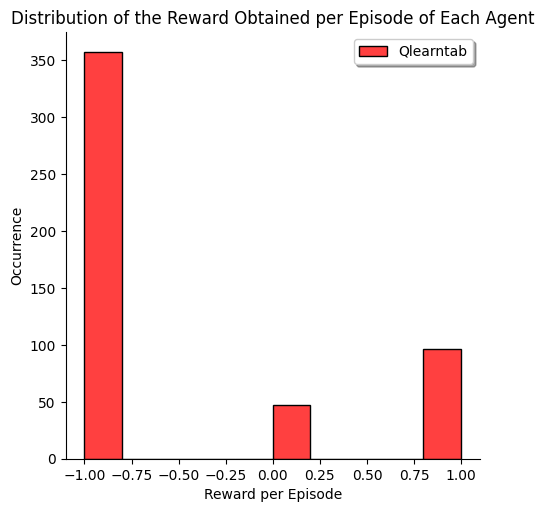 Distribution of the Reward Obtained per Episode of Each Agent
Qlearntab
350
300
250
200
150
100
50
0
Occurrence
−1.00 −0.75 −0.50 −0.25 0.00 0.25 0.50 0.75 1.00
Reward per Episode